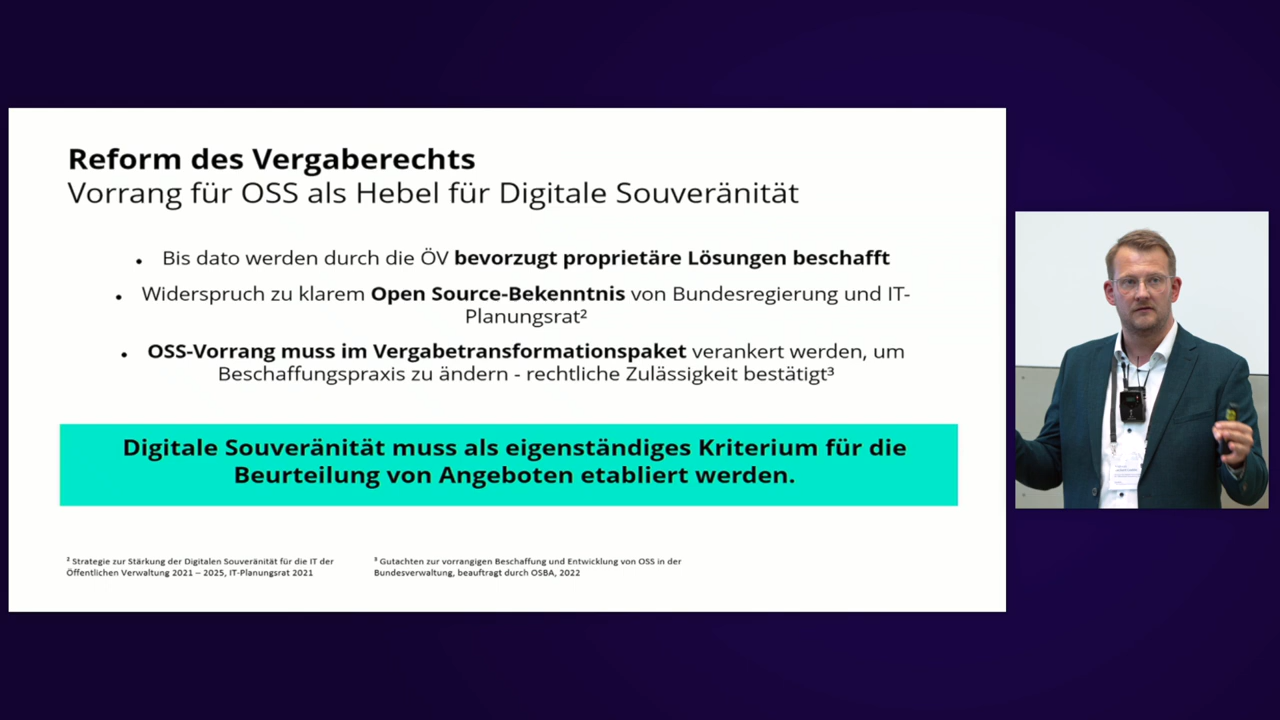 Reform des Vergaberechts
Vorrang für OSS als Hebel für Digitale Souveränität
• Bis dato werden durch die ÖV bevorzugt proprietäre Lösungen beschafft
• Widerspruch zu klarem Open Source-Bekenntnis von Bundesregierung und IT-
Planungsrat²
• OSS-Vorrang muss im Vergabetransformationspaket verankert werden, um
Beschaffungspraxis zu ändern - rechtliche Zulässigkeit bestätigt³
Digitale Souveränität muss als eigenständiges Kriterium für die
Beurteilung von Angeboten etabliert werden.
² Strategie zur Stärkung der Digitalen Souveränität für die IT der
Öffentlichen Verwaltung 2021 – 2025, IT-Planungsrat 2021
³ Gutachten zur vorrangigen Beschaffung und Entwicklung von OSS in der
Bundesverwaltung, beauftragt durch OSBA, 2022